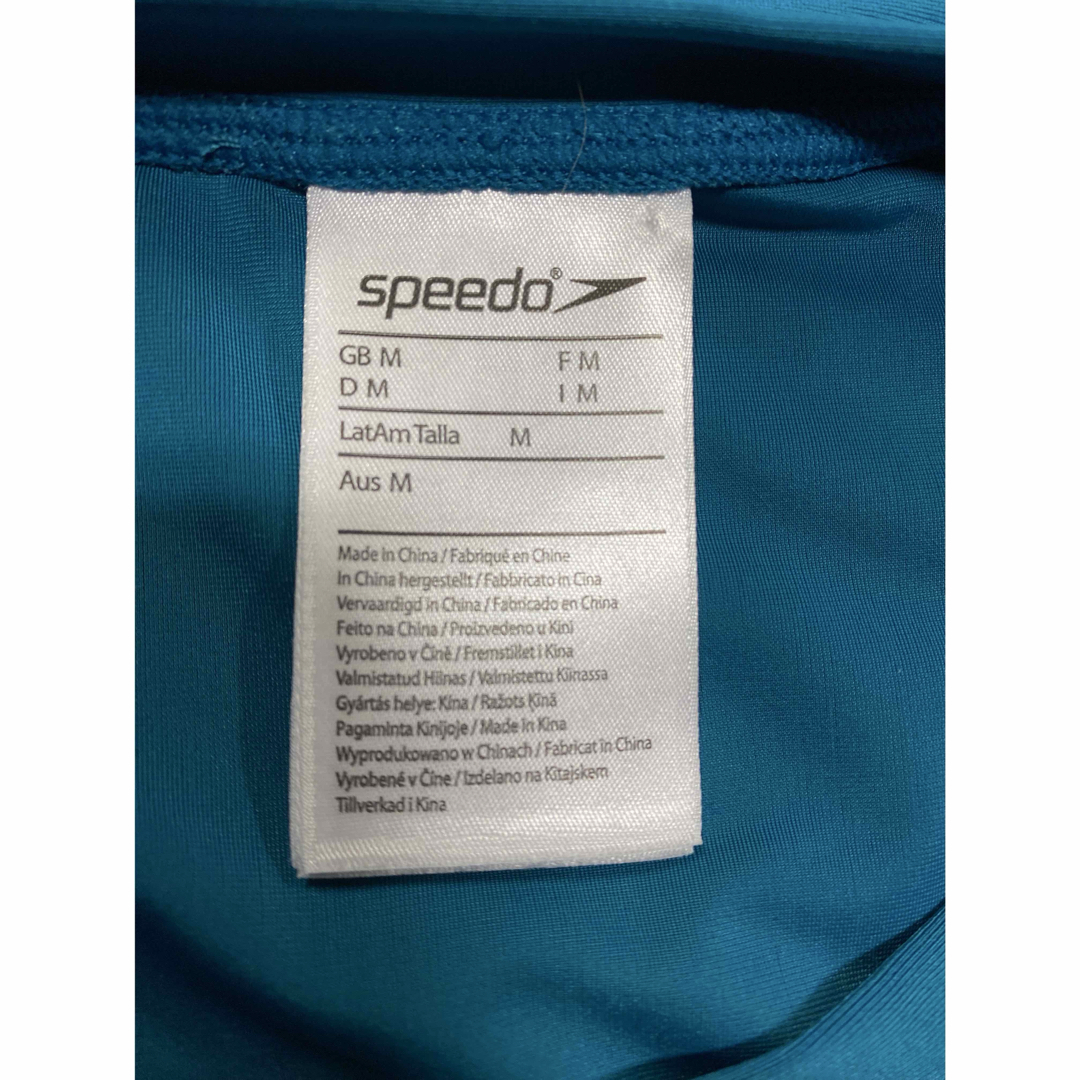 speedo®
GB M F M
D M I M
LatAm Talla M
Aus M
Made in China / Fabriqué en Chine
In China hergestellt / Fabbricato in Cina
Vervaardigd in China / Fabricado en China
Feito na China / Proizvedeno u Kini
Vyrobeno v Číně / Fremstillet i Kina
Valmistatud Hiinas / Valmistettu Kiinassa
Gyártás helye: Kína / Ražots Ķīnā
Pagaminta Kinijoje / Made in Kina
Wyprodukowano w Chinach / Fabricat in China
Vyrobené v Číne / Izdelano na Kitajskem
Tillverkad i Kina